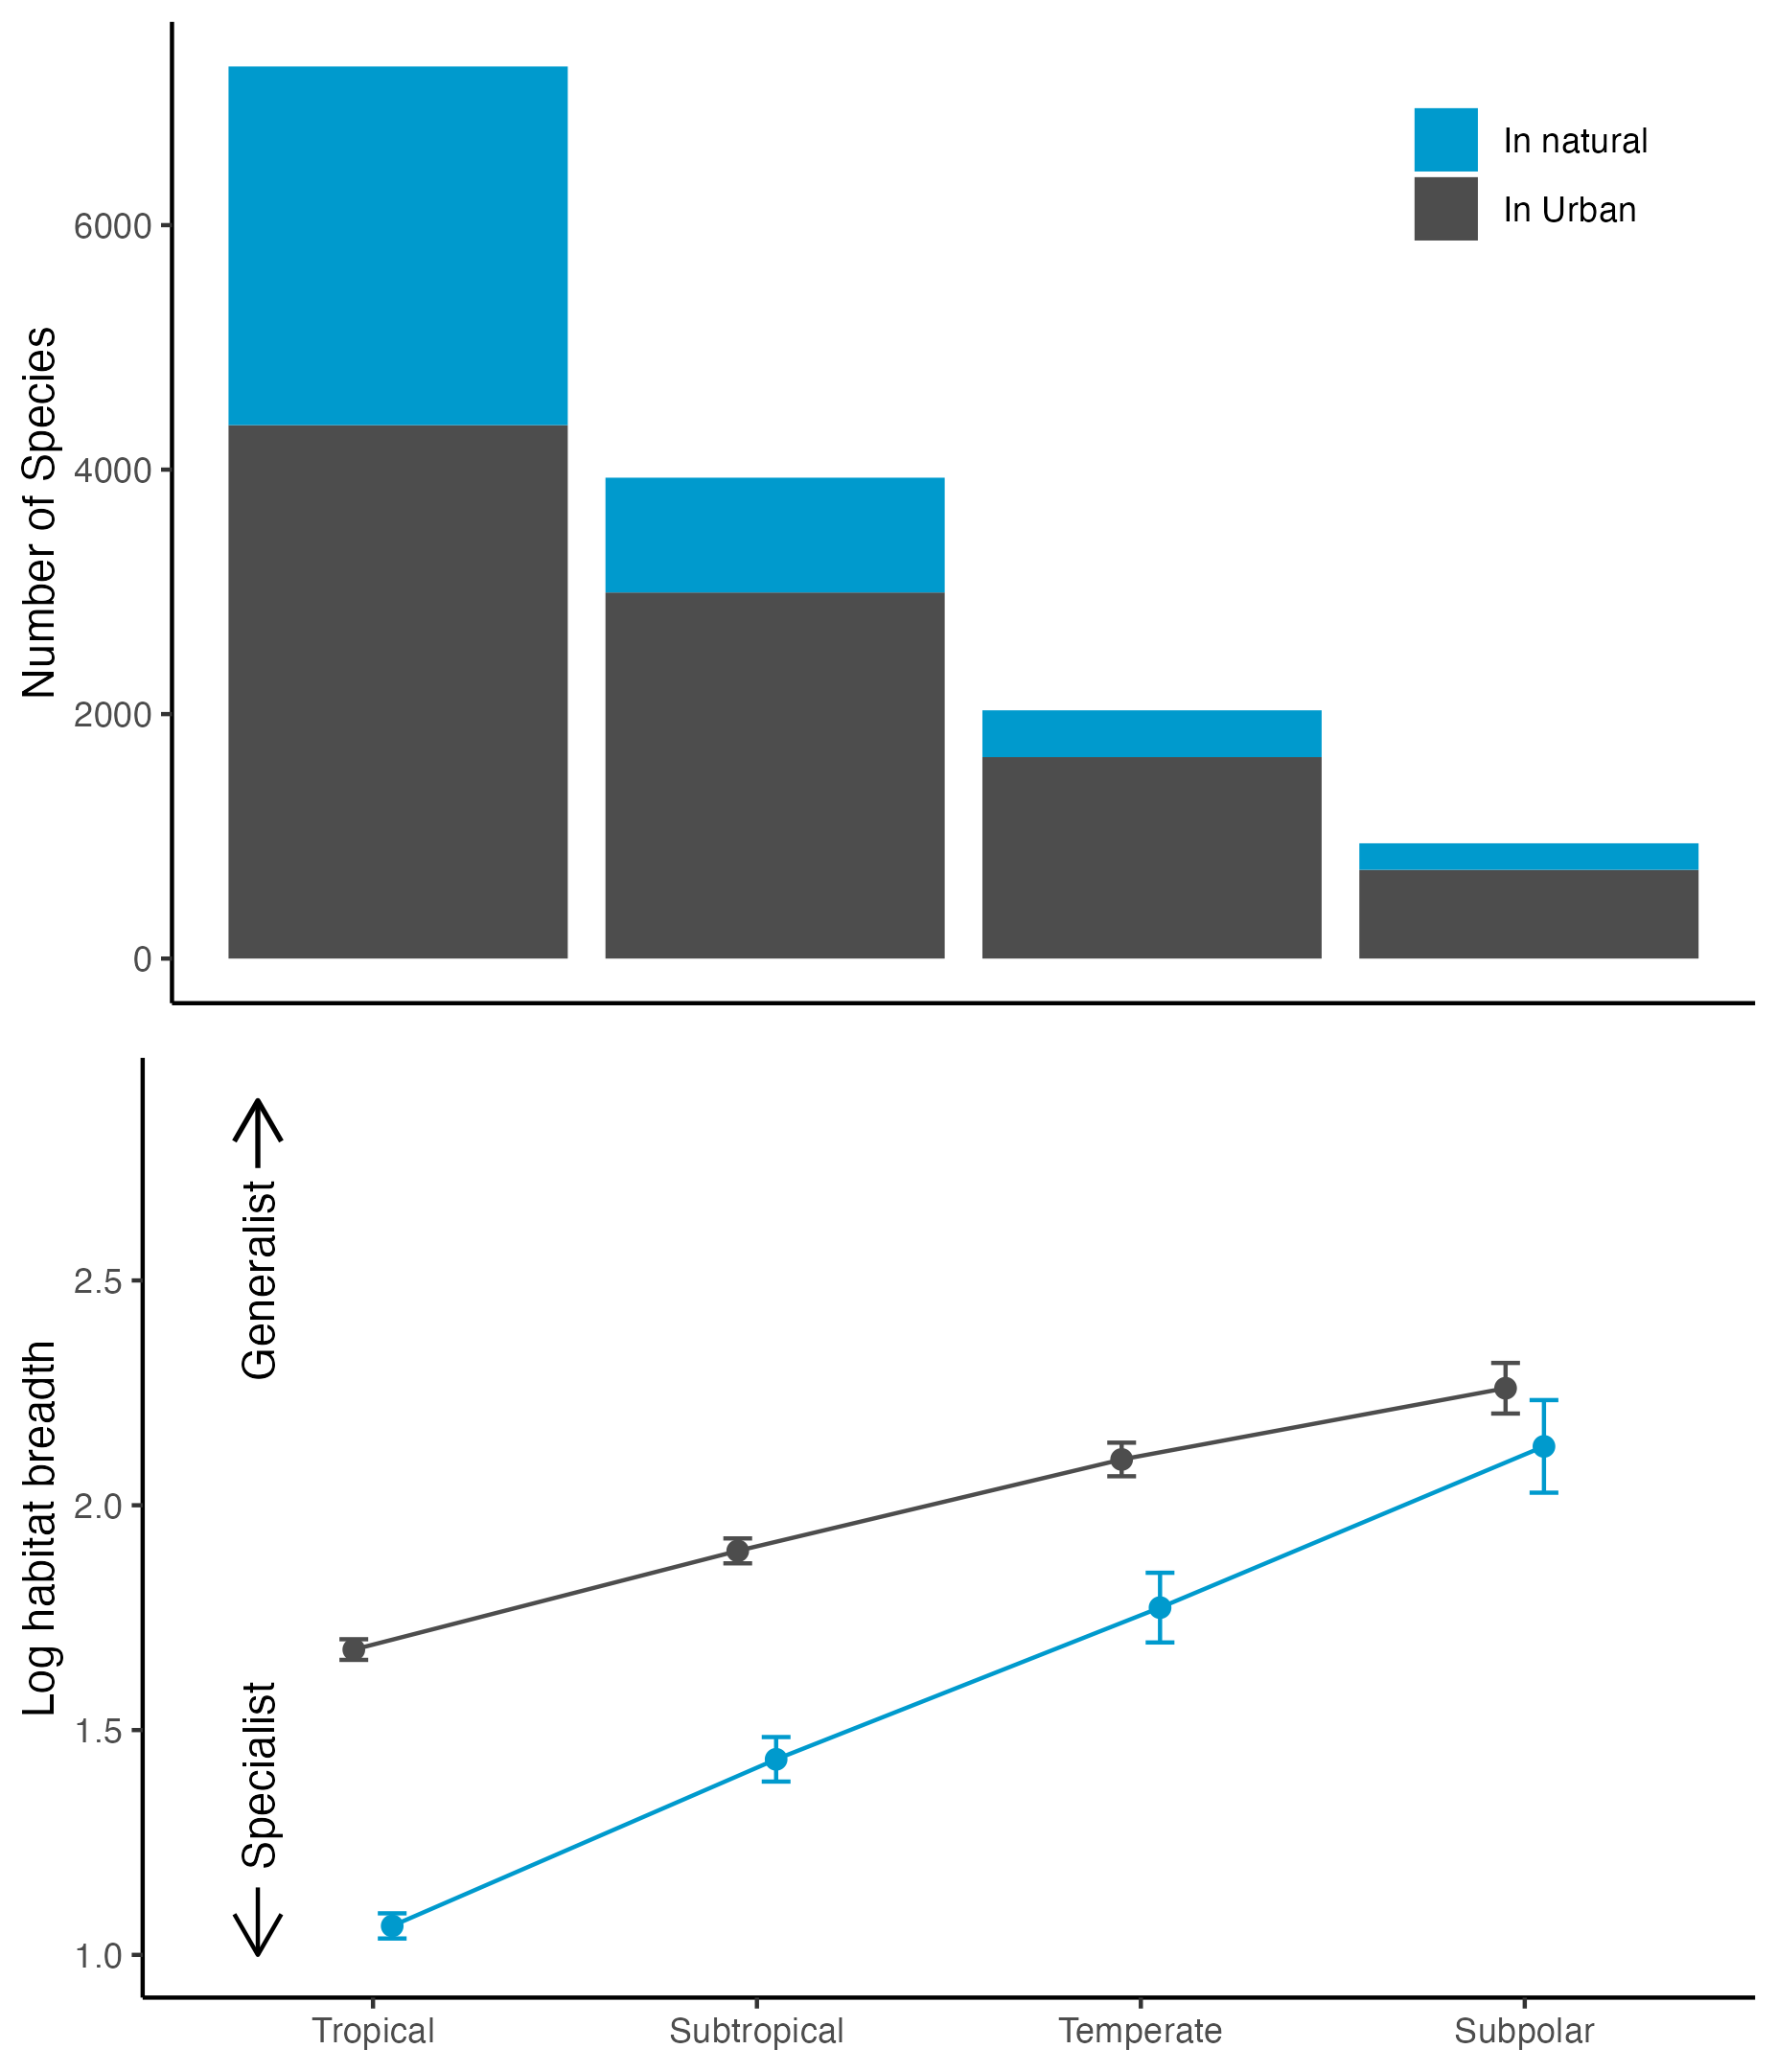 In natural
In Urban
Number of Species
6000
4000
2000
0
Generalist
Specialist
Log habitat breadth
2.5
2.0
1.5
1.0
Tropical
Subtropical
Temperate
Subpolar